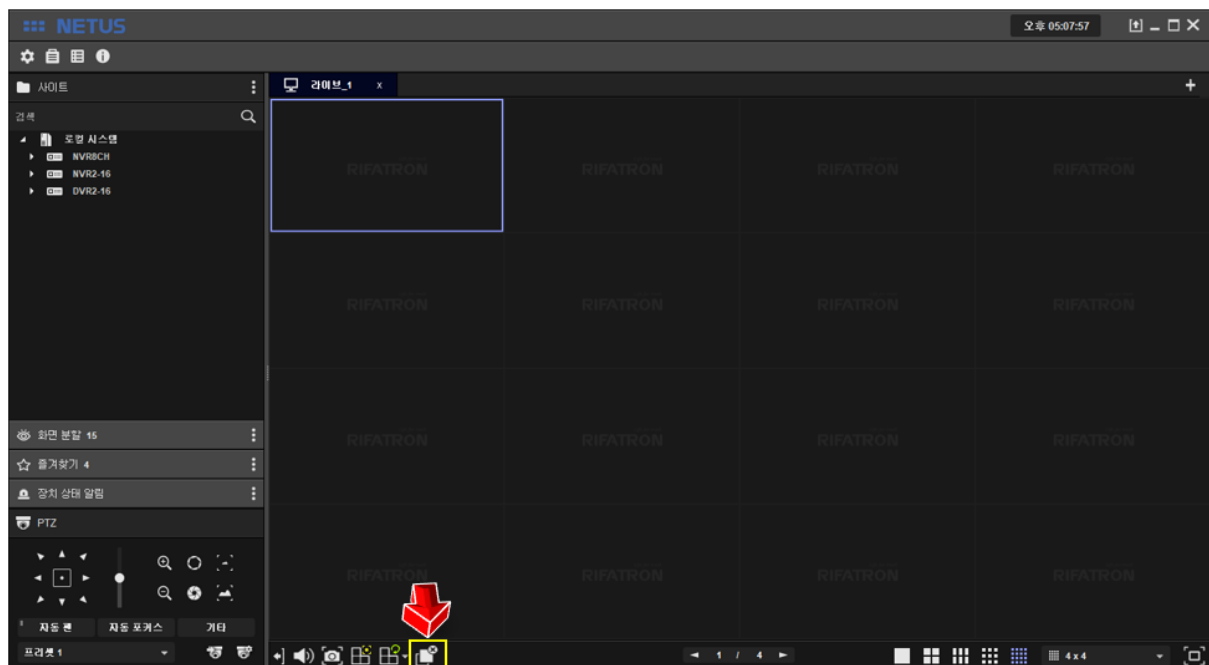 NETUS
오후 05:07:57
사이트
라이브_1 x
검색
로컬 시스템
NVR8CH
NVR2-16
DVR2-16
RIFATRON RIFATRON RIFATRON RIFATRON
RIFATRON RIFATRON RIFATRON RIFATRON
RIFATRON RIFATRON RIFATRON RIFATRON
RIFATRON RIFATRON RIFATRON RIFATRON
화면 분할 15
즐겨찾기 4
장치 상태 알림
PTZ
자동 팬 자동 포커스 기타
프리셋 1
1 / 4
4 x 4